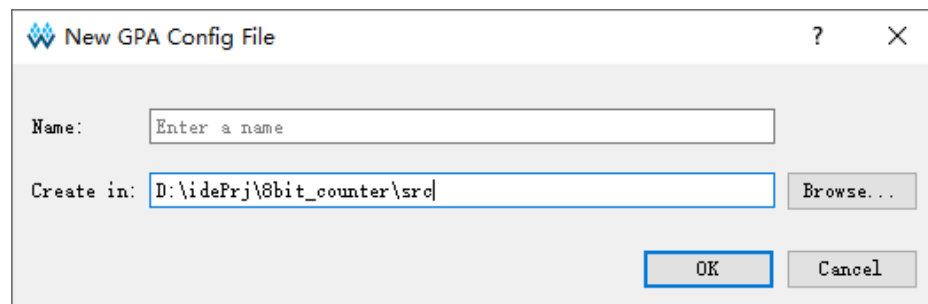 New GPA Config File
?
Name:
Enter a name
Create in:
D:\idePrj\8bit_counter\src
Browse...
OK
Cancel